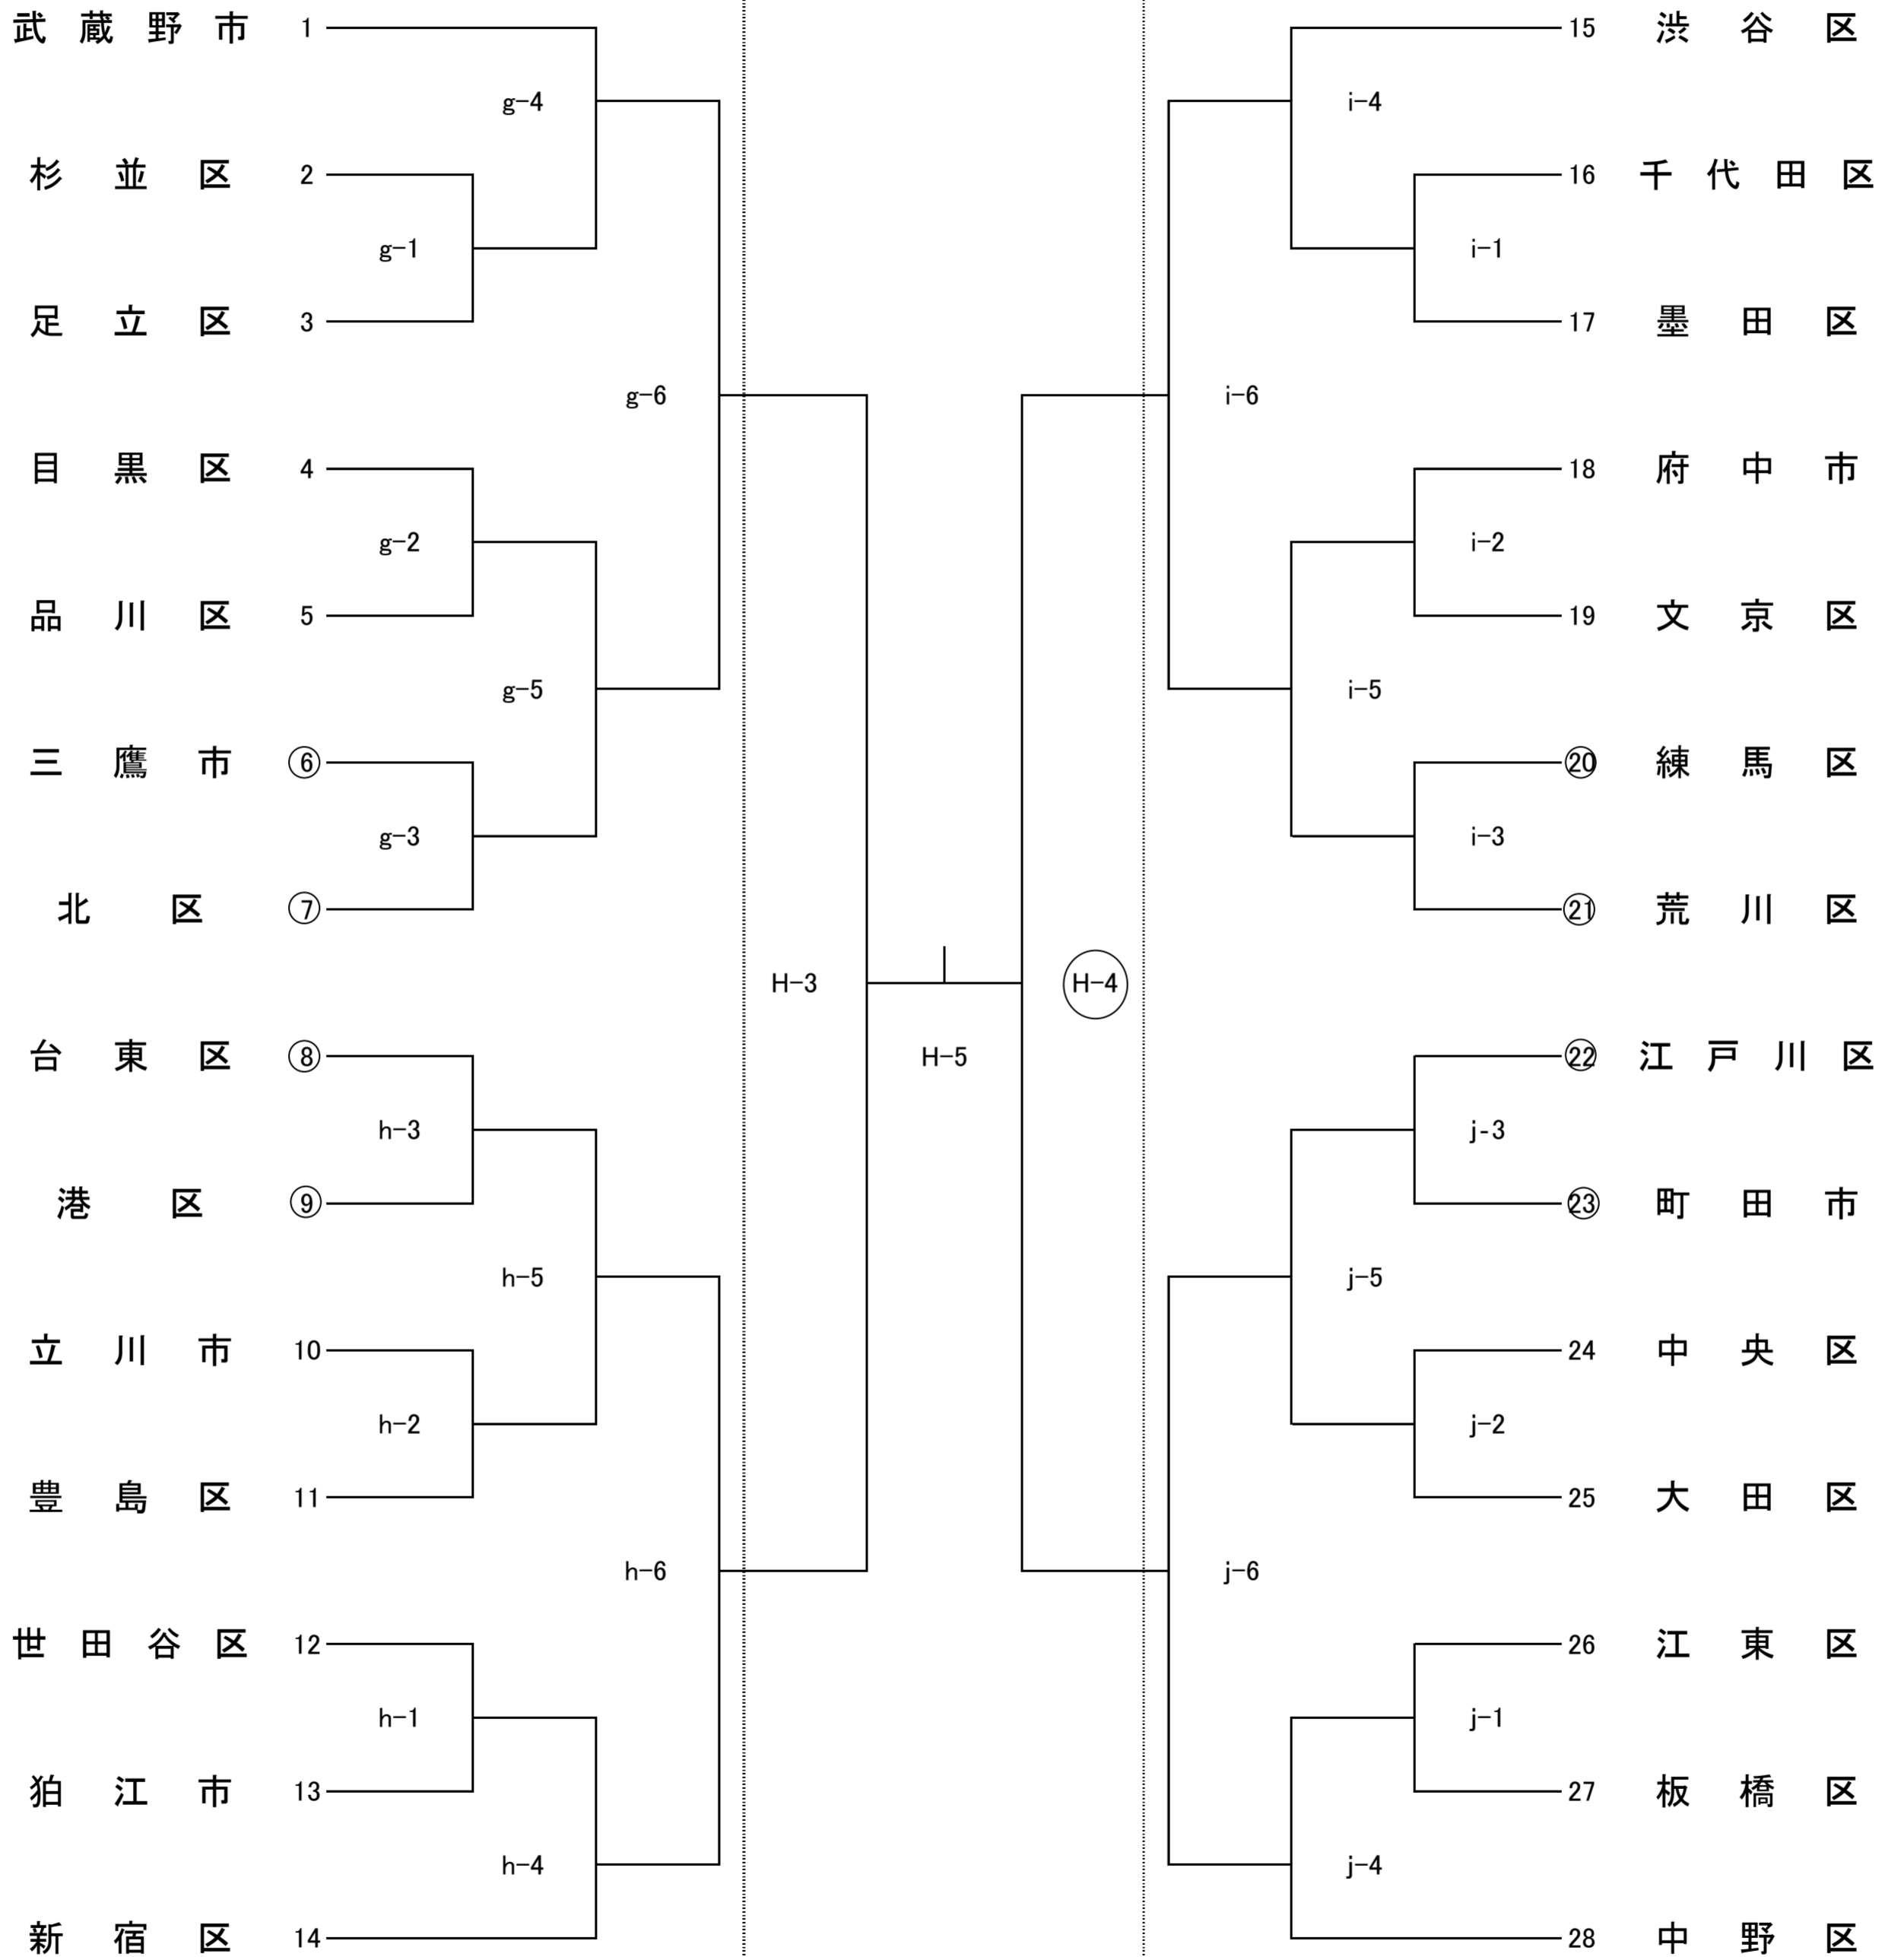 武蔵野市 1
g-4
杉並区 2
g-1
足立区 3
g-6
目黒区 4
g-2
品川区 5
g-5
三鷹市 ⑥
g-3
北区 ⑦
H-3
台東区 ⑧
h-3
港区 ⑨
h-5
立川市 10
h-2
豊島区 11
h-6
世田谷区 12
h-1
狛江市 13
h-4
新宿区 14
H-5
15 渋谷区
i-4
16 千代田区
i-1
17 墨田区
i-6
18 府中市
i-2
19 文京区
i-5
⑳ 練馬区
i-3
㉑ 荒川区
H-4
㉒ 江戸川区
j-3
㉓ 町田市
j-5
24 中央区
j-2
25 大田区
j-6
26 江東区
j-1
27 板橋区
j-4
28 中野区